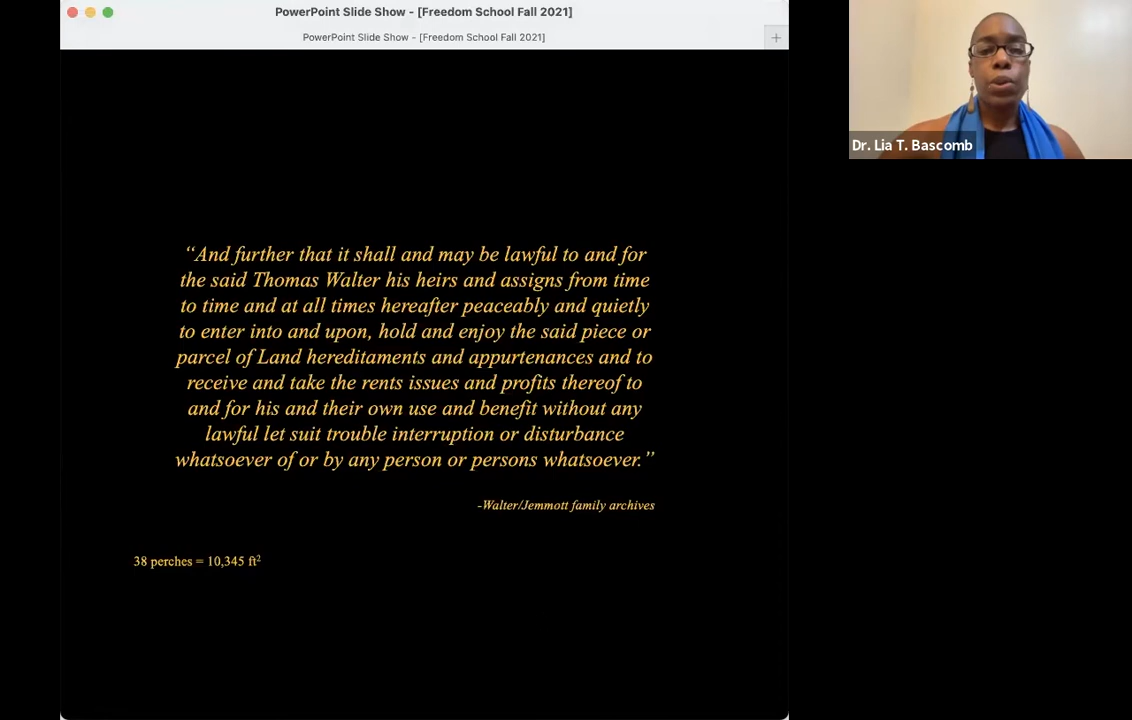 PowerPoint Slide Show - [Freedom School Fall 2021]
PowerPoint Slide Show - [Freedom School Fall 2021]
+
Dr. Lia T. Bascomb
“And further that it shall and may be lawful to and for
the said Thomas Walter his heirs and assigns from time
to time and at all times hereafter peaceably and quietly
to enter into and upon, hold and enjoy the said piece or
parcel of Land hereditaments and appurtenances and to
receive and take the rents issues and profits thereof to
and for his and their own use and benefit without any
lawful let suit trouble interruption or disturbance
whatsoever of or by any person or persons whatsoever.”
-Walter/Jemmott family archives
38 perches = 10,345 ft²